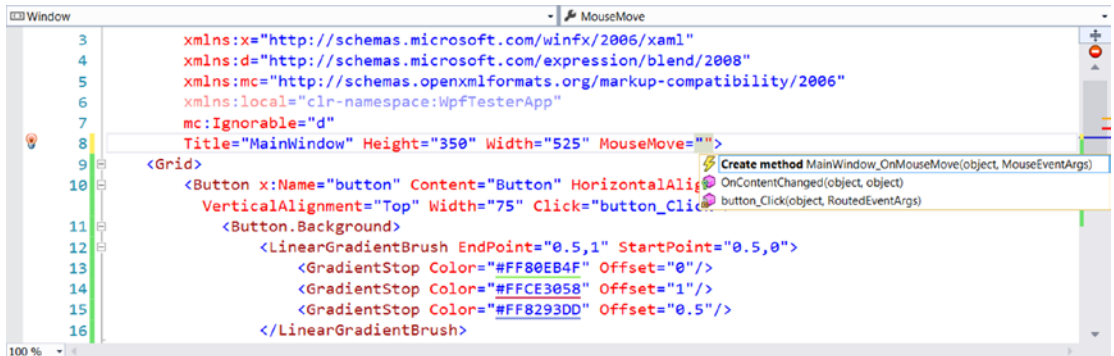 Window MouseMove
3 xmlns:x="http://schemas.microsoft.com/winfx/2006/xaml"
4 xmlns:d="http://schemas.microsoft.com/expression/blend/2008"
5 xmlns:mc="http://schemas.openxmlformats.org/markup-compatibility/2006"
6 xmlns:local="clr-namespace:WpfTesterApp"
7 mc:Ignorable="d"
8 Title="MainWindow" Height="350" Width="525" MouseMove="">
9 <Grid>
Create method MainWindow_OnMouseMove(object, MouseEventArgs)
10 <Button x:Name="button" Content="Button" HorizontalAlig
OnContentChanged(object, object)
VerticalAlignment="Top" Width="75" Click="button_Clic
button_Click(object, RoutedEventArgs)
11 <Button.Background>
12 <LinearGradientBrush EndPoint="0.5,1" StartPoint="0.5,0">
13 <GradientStop Color="#FF80EB4F" Offset="0"/>
14 <GradientStop Color="#FFCE3058" Offset="1"/>
15 <GradientStop Color="#FF8293DD" Offset="0.5"/>
16 </LinearGradientBrush>
100 %